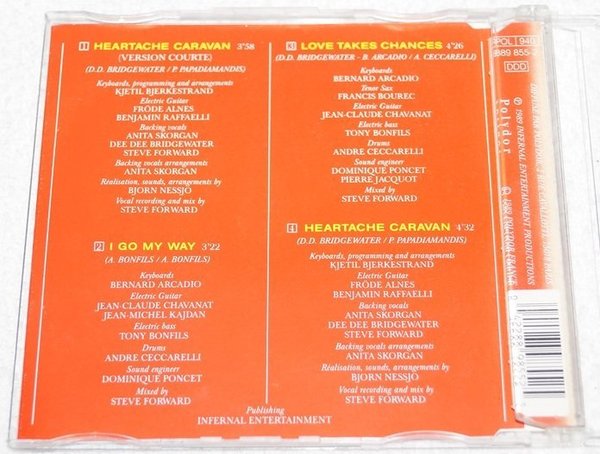 1 HEARTACHE CARAVAN 3'58
(VERSION COURTE)
(D.D. BRIDGEWATER / P. PAPADIAMANDIS)
Keyboards, programming and arrangements
KJETIL BJERKESTRAND
Electric Guitar
FRÖDE ALNES
BENJAMIN RAFFAELLI
Backing vocals
ANITA SKORGAN
DEE DEE BRIDGEWATER
STEVE FORWARD
Backing vocals arrangements
ANITA SKORGAN
Réalisation, sounds, arrangements by
BJORN NESSJÖ
Vocal recording and mix by
STEVE FORWARD
2 I GO MY WAY 3'22
(A. BONFILS / A. BONFILS)
Keyboards
BERNARD ARCADIO
Electric Guitar
JEAN-CLAUDE CHAVANAT
JEAN-MICHEL KAJDAN
Electric bass
TONY BONFILS
Drums
ANDRE CECCARELLI
Sound engineer
DOMINIQUE PONCET
Mixed by
STEVE FORWARD
3 LOVE TAKES CHANCES 4'26
(D.D. BRIDGEWATER - B. ARCADIO / A. CECCARELLI)
Keyboards
BERNARD ARCADIO
Tenor Sax
FRANCIS BOUREC
Electric Guitar
JEAN-CLAUDE CHAVANAT
Electric bass
TONY BONFILS
Drums
ANDRE CECCARELLI
Sound engineer
DOMINIQUE PONCET
PIERRE JACQUOT
Mixed by
STEVE FORWARD
4 HEARTACHE CARAVAN 4'32
(D.D. BRIDGEWATER / P. PAPADIAMANDIS)
Keyboards, programming and arrangements
KJETIL BJERKESTRAND
Electric Guitar
FRÖDE ALNES
BENJAMIN RAFFAELLI
Backing vocals
ANITA SKORGAN
DEE DEE BRIDGEWATER
STEVE FORWARD
Backing vocals arrangements
ANITA SKORGAN
Réalisation, sounds, arrangements by
BJORN NESSJÖ
Vocal recording and mix by
STEVE FORWARD
Publishing
INFERNAL ENTERTAINMENT
POL 940
889 855-2
DDD
℗ 1989 INFERNAL ENTERTAINMENT PRODUCTIONS
Polydor
℗ 1989 POLYDOR FRANCE